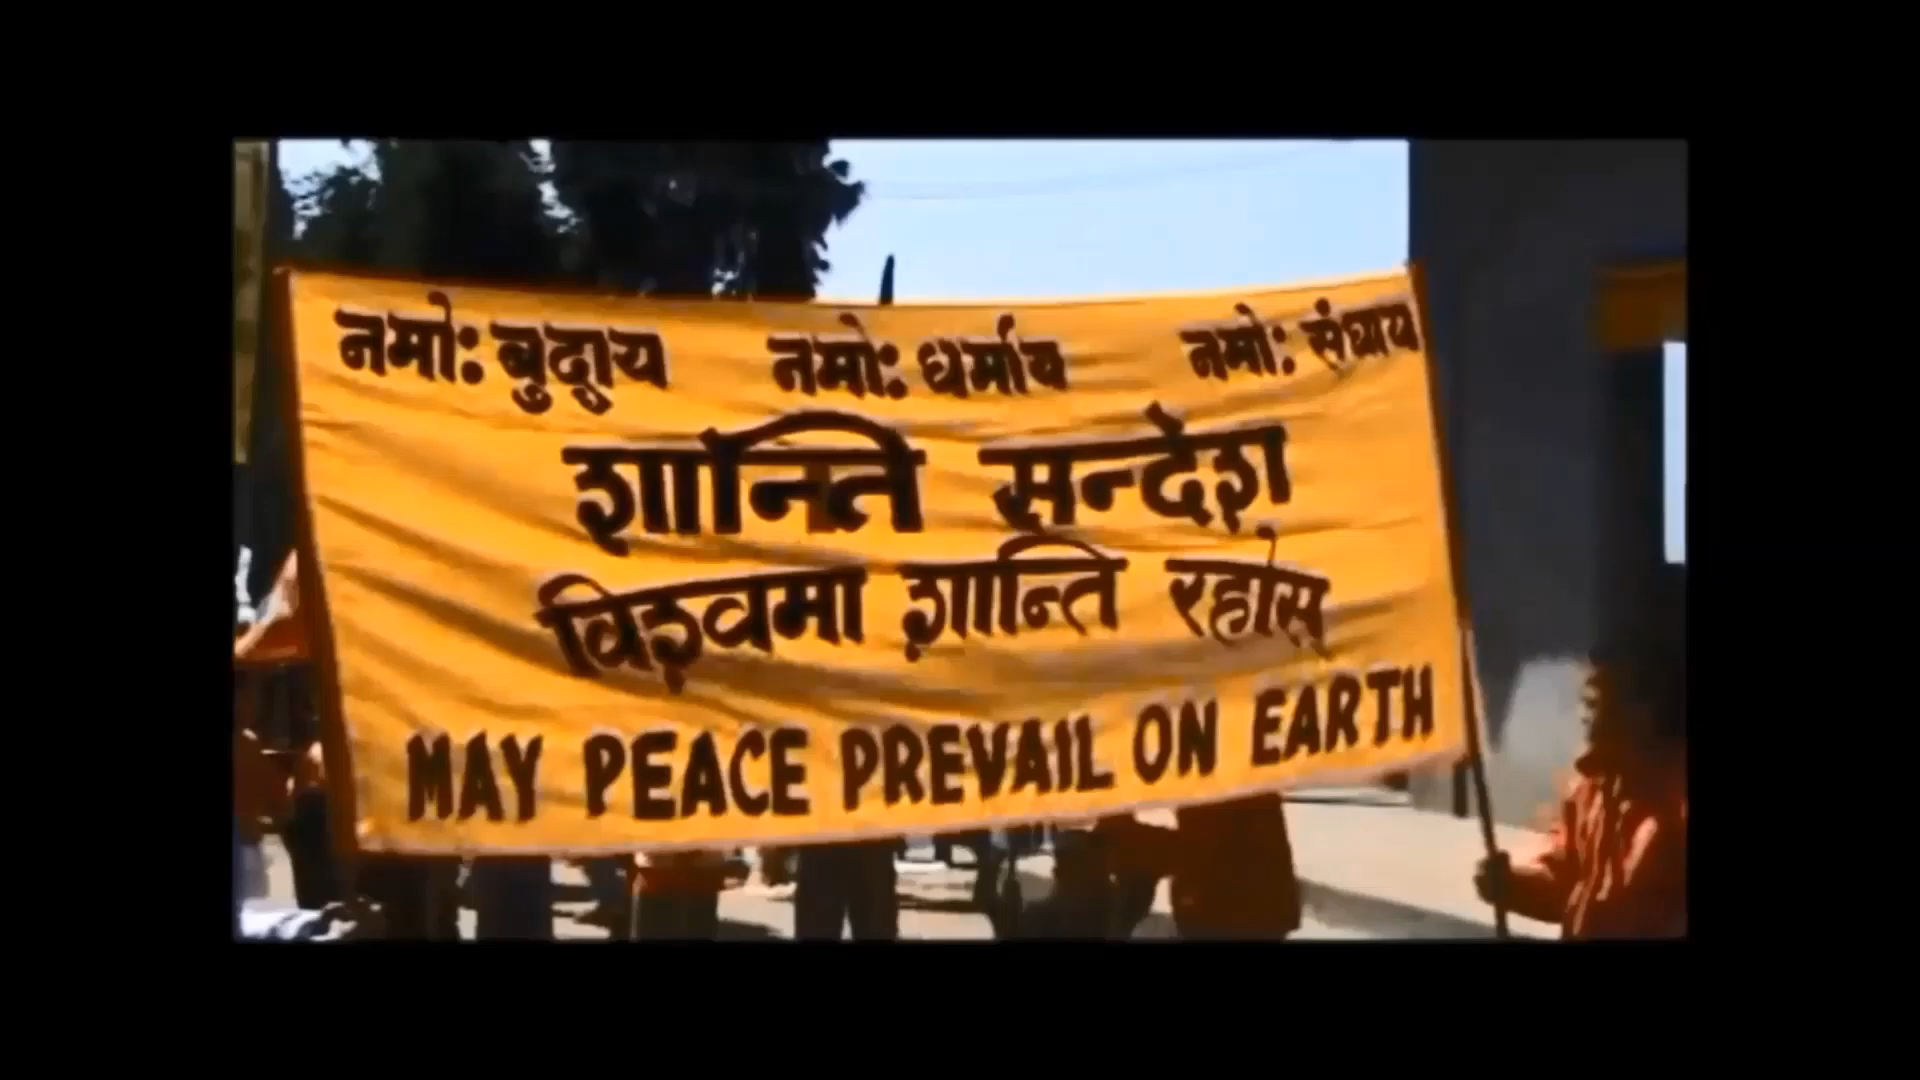 नमो: बुद्धाय नमो: धर्माय नमो: संघाय
शान्ति सन्देश
विश्वमा शान्ति रहोस्
MAY PEACE PREVAIL ON EARTH